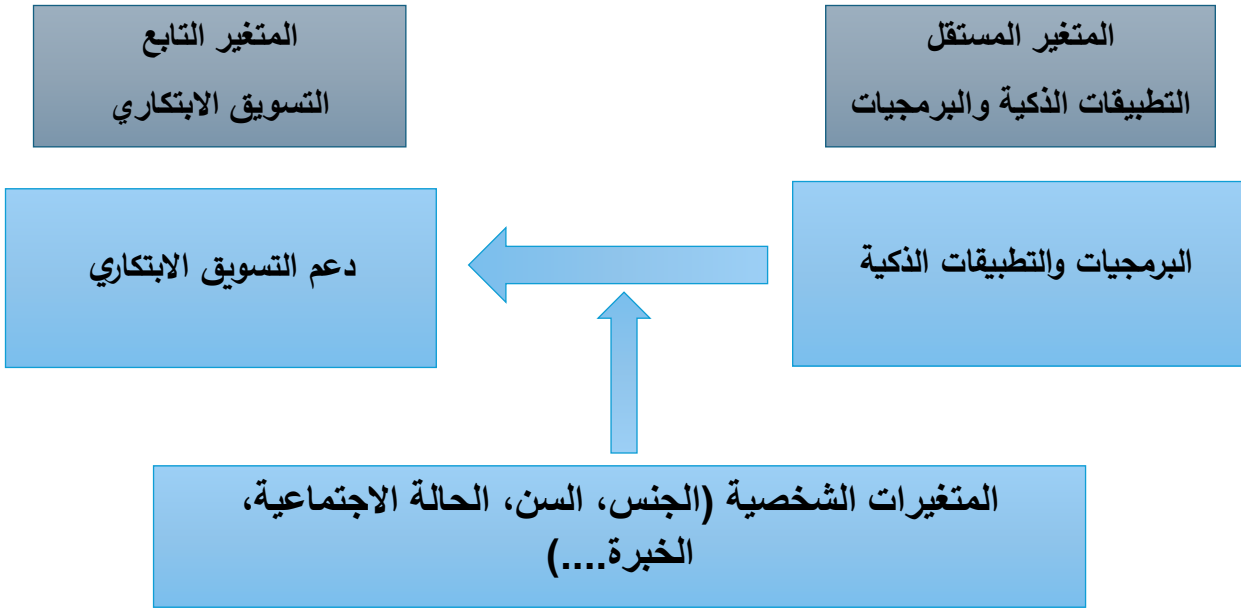 المتغير المستقل
التطبيقات الذكية والبرمجيات
المتغير التابع
التسويق الابتكاري
البرمجيات والتطبيقات الذكية
دعم التسويق الابتكاري
المتغيرات الشخصية (الجنس، السن، الحالة الاجتماعية،
الخبرة....)